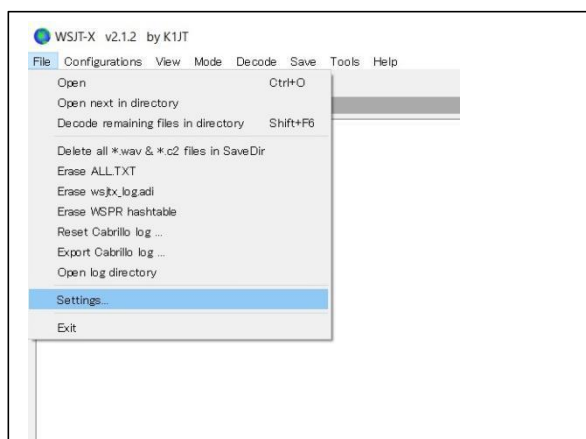 WSJT-X v2.1.2 by K1JT
File Configurations View Mode Decode Save Tools Help
Open Ctrl+O
Open next in directory
Decode remaining files in directory Shift+F6
Delete all *.wav & *.c2 files in SaveDir
Erase ALL.TXT
Erase wsjtx_log.adi
Erase WSPR hashtable
Reset Cabrillo log ...
Export Cabrillo log ...
Open log directory
Settings...
Exit